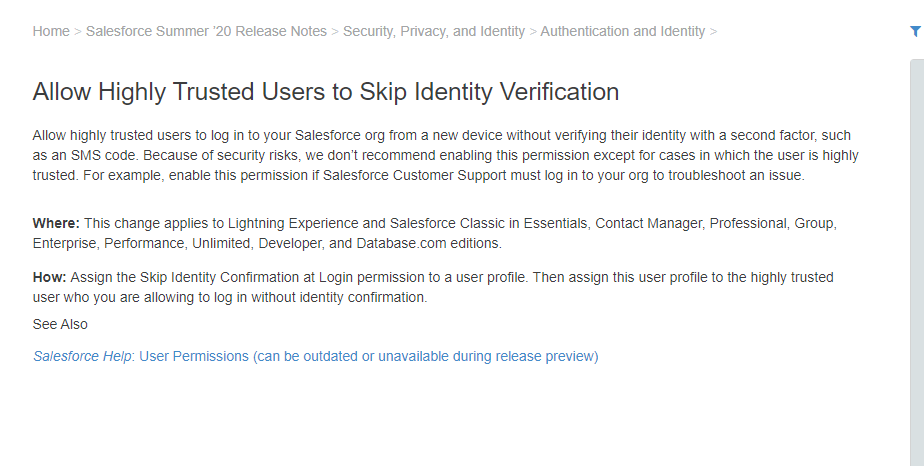 Home > Salesforce Summer '20 Release Notes > Security, Privacy, and Identity > Authentication and Identity >
Allow Highly Trusted Users to Skip Identity Verification
Allow highly trusted users to log in to your Salesforce org from a new device without verifying their identity with a second factor, such
as an SMS code. Because of security risks, we don't recommend enabling this permission except for cases in which the user is highly
trusted. For example, enable this permission if Salesforce Customer Support must log in to your org to troubleshoot an issue.
Where: This change applies to Lightning Experience and Salesforce Classic in Essentials, Contact Manager, Professional, Group,
Enterprise, Performance, Unlimited, Developer, and Database.com editions.
How: Assign the Skip Identity Confirmation at Login permission to a user profile. Then assign this user profile to the highly trusted
user who you are allowing to log in without identity confirmation.
See Also
Salesforce Help: User Permissions (can be outdated or unavailable during release preview)